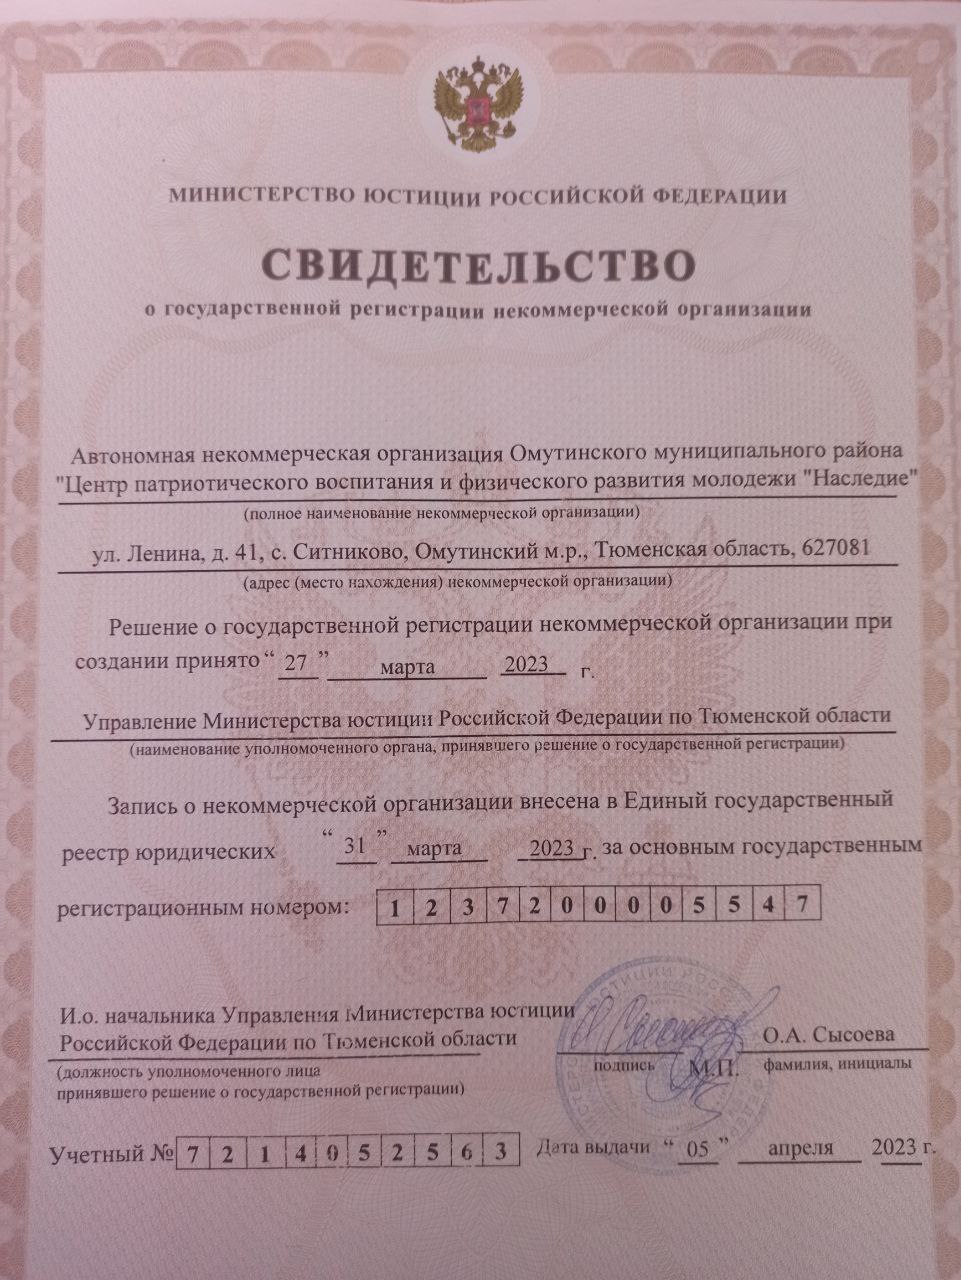 МИНИСТЕРСТВО ЮСТИЦИИ РОССИЙСКОЙ ФЕДЕРАЦИИ
СВИДЕТЕЛЬСТВО
о государственной регистрации некоммерческой организации
Автономная некоммерческая организация Омутинского муниципального района
"Центр патриотического воспитания и физического развития молодежи "Наследие"
(полное наименование некоммерческой организации)
ул. Ленина, д. 41, с. Ситниково, Омутинский м.р., Тюменская область, 627081
(адрес (место нахождения) некоммерческой организации)
Решение о государственной регистрации некоммерческой организации при
создании принято “ 27 ” марта 2023 г.
Управление Министерства юстиции Российской Федерации по Тюменской области
(наименование уполномоченного органа, принявшего решение о государственной регистрации)
Запись о некоммерческой организации внесена в Единый государственный
реестр юридических “ 31 ” марта 2023 г. за основным государственным
регистрационным номером: 1 2 3 7 2 0 0 0 0 5 5 4 7
И.о. начальника Управления Министерства юстиции
Российской Федерации по Тюменской области О.А. Сысоева
(должность уполномоченного лица подпись М.П. фамилия, инициалы
принявшего решение о государственной регистрации)
Учетный № 7 2 1 4 0 5 2 5 6 3 Дата выдачи “ 05 ” апреля 2023 г.